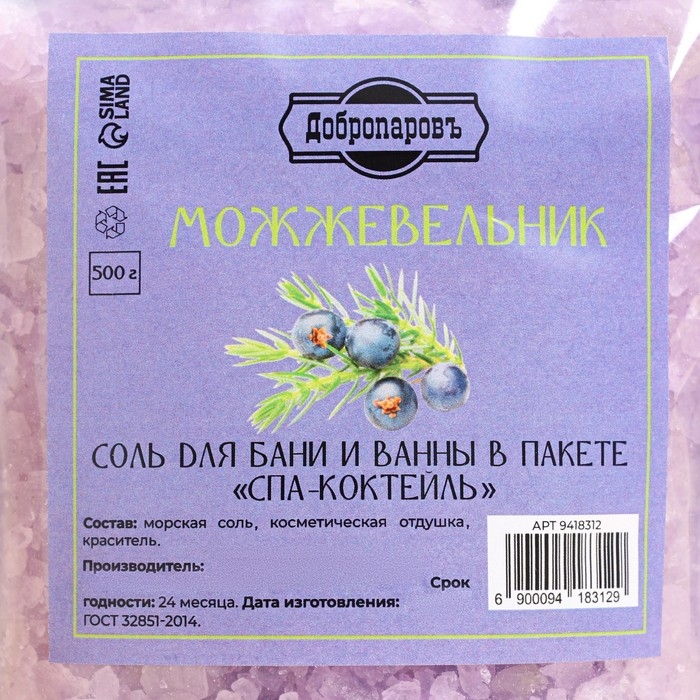 SIMA
LAND
EAC
Добропаровъ
МОЖЖЕВЕЛЬНИК
500 г
СОЛЬ ДЛЯ БАНИ И ВАННЫ В ПАКЕТЕ
«СПА-КОКТЕЙЛЬ»
Состав: морская соль, косметическая отдушка,
краситель.
Производитель:
Срок
годности: 24 месяца. Дата изготовления:
ГОСТ 32851-2014.
АРТ 9418312
6 900094 183129